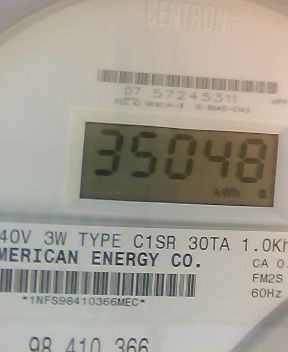 CENTRON
07 57245311
35048
kWh
40V 3W TYPE C1SR 30TA 1.0Kh
MERICAN ENERGY CO. CA 0.
FM2S
*1NFS98410366MEC* 60Hz
98 410 366